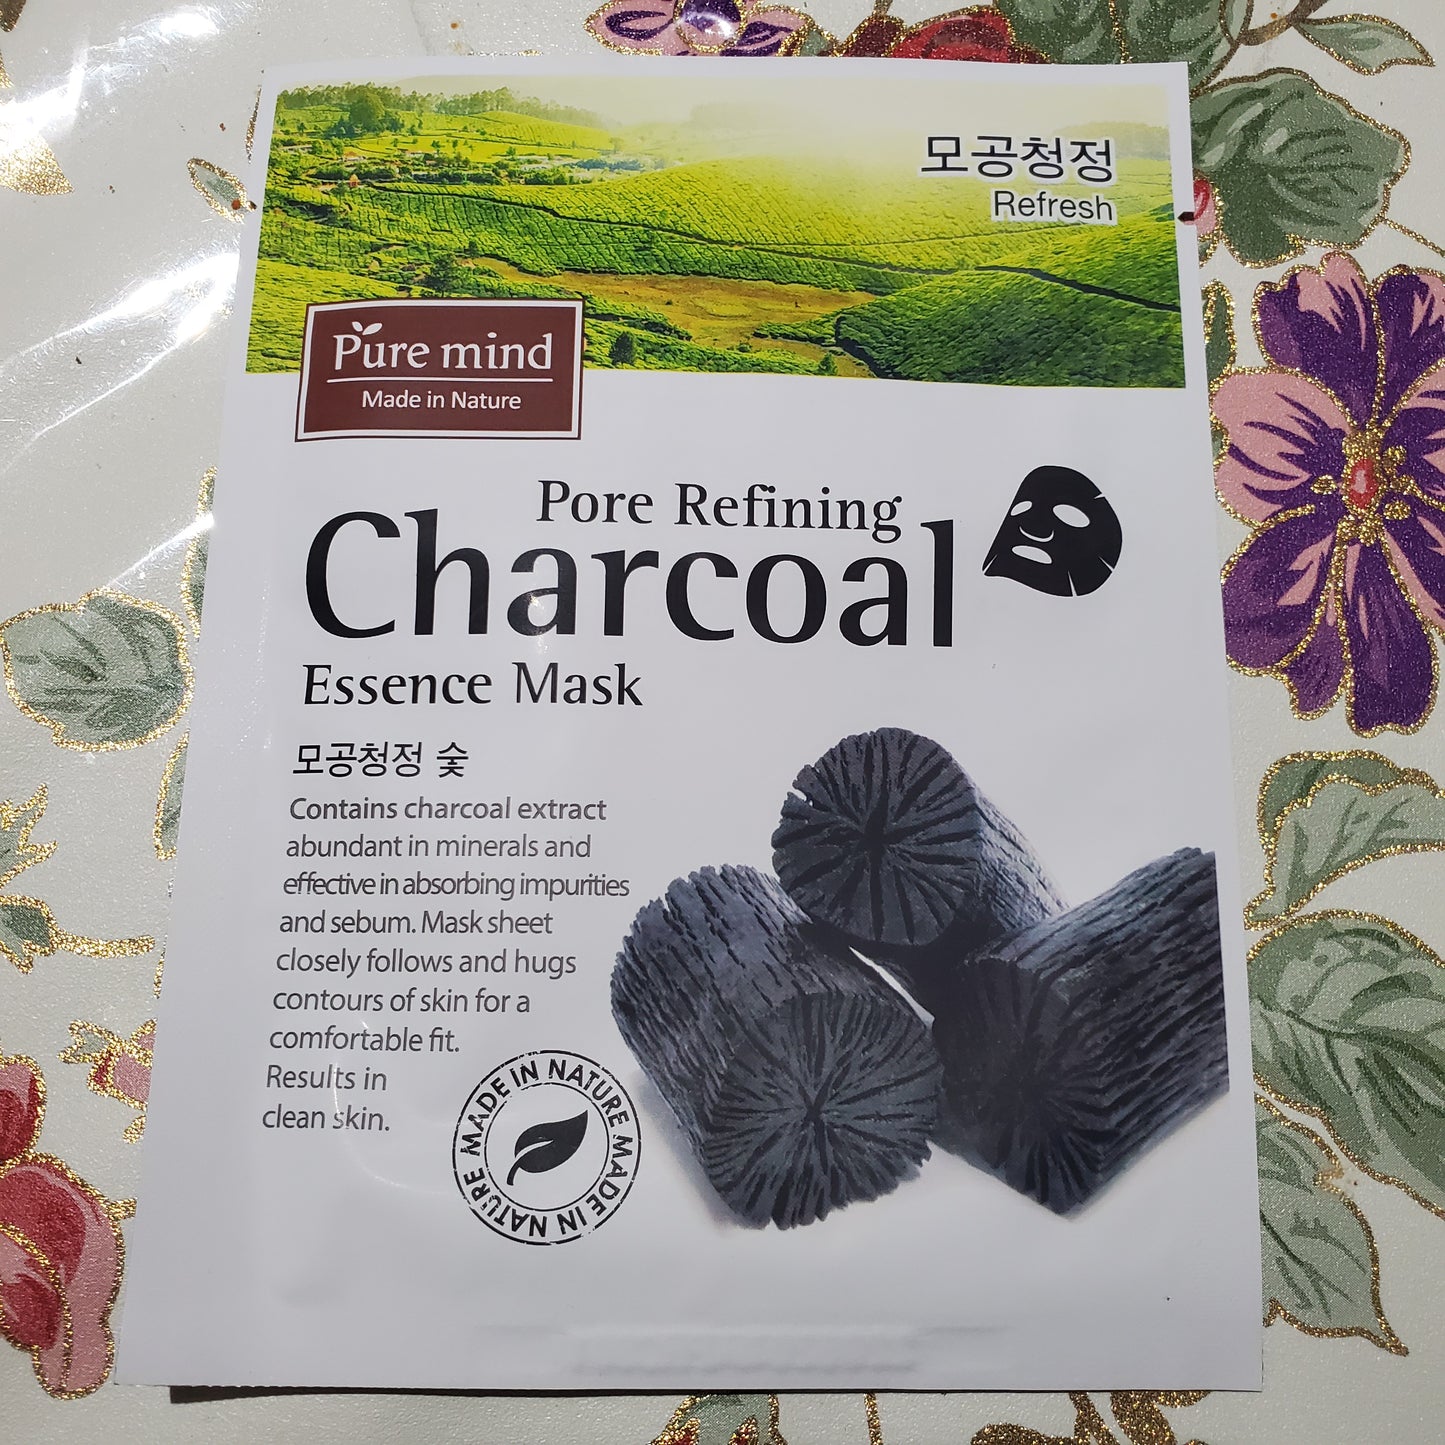 모공청정
Refresh
Pure mind
Made in Nature
Pore Refining
Charcoal
Essence Mask
모공청정 숯
Contains charcoal extract
abundant in minerals and
effective in absorbing impurities
and sebum. Mask sheet
closely follows and hugs
contours of skin for a
comfortable fit.
Results in
clean skin.
MADE IN NATURE MADE IN NATURE